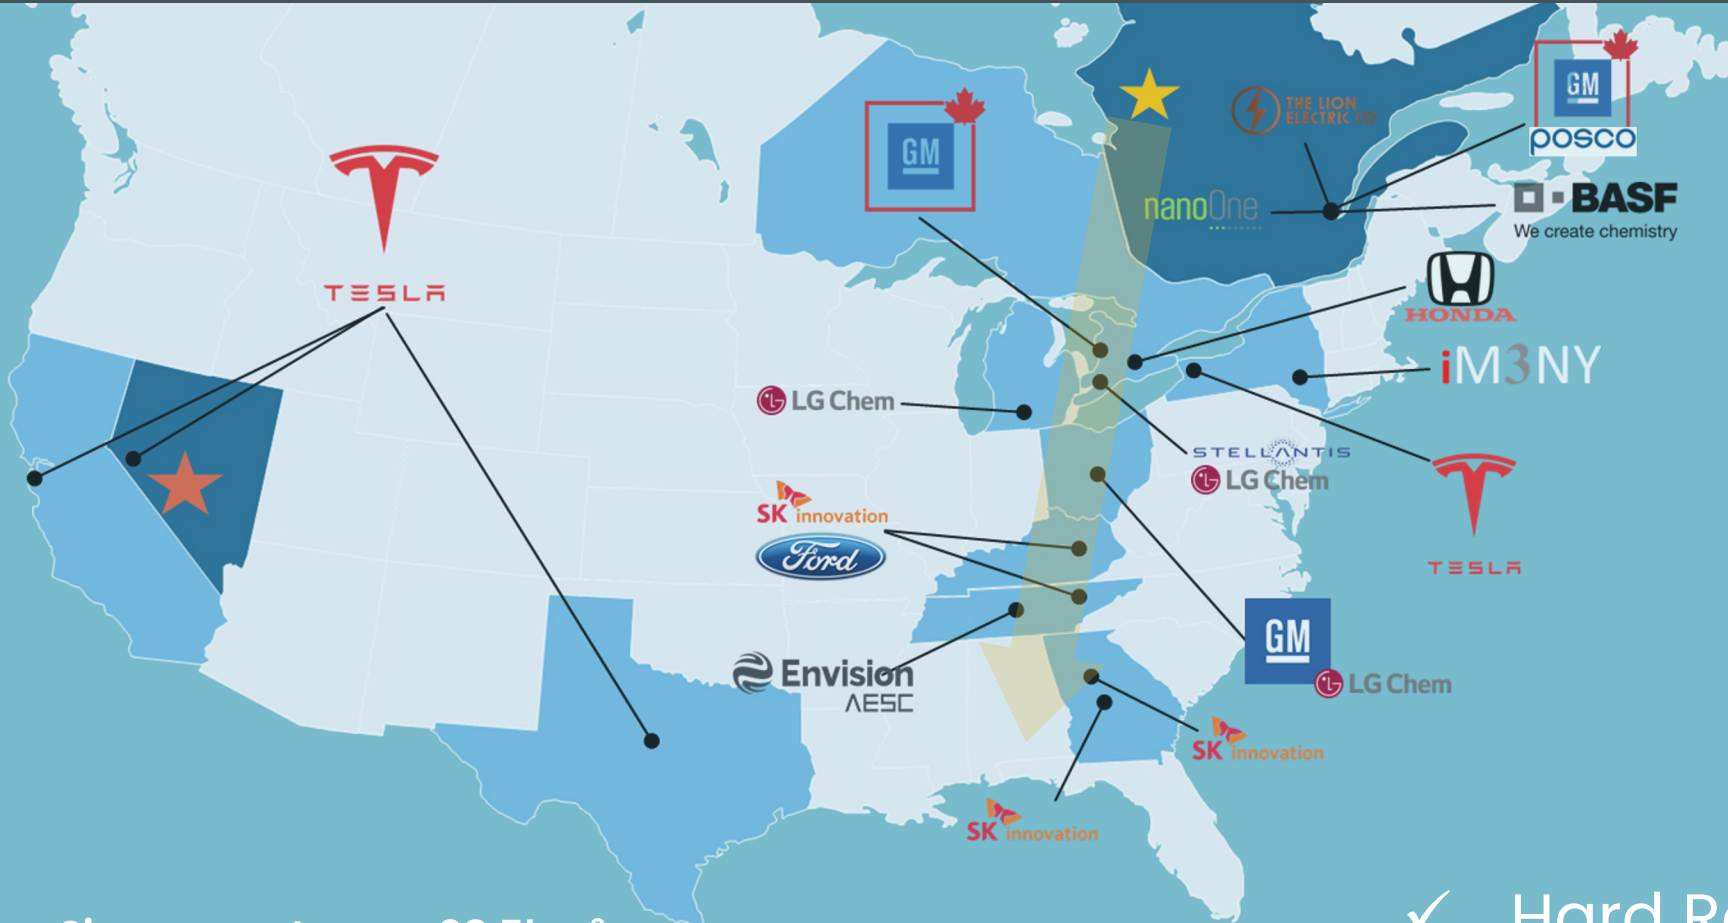 GM
posco
THE LION
ELECTRIC CO
GM
nanoOne
BASF
We create chemistry
TESLA
HONDA
iM3NY
LG Chem
STELLANTIS
LG Chem
SK innovation
Ford
TESLA
GM
LG Chem
Envision
AESC
SK innovation
SK innovation
✓ Hard R